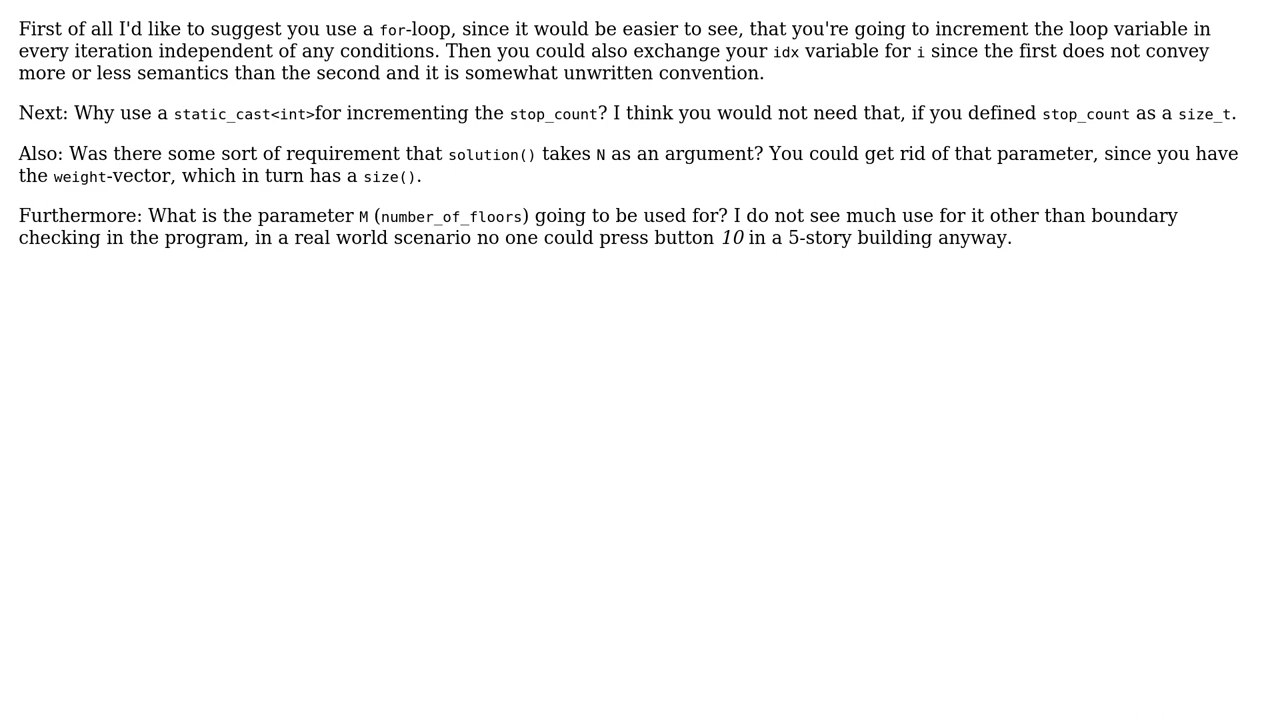 First of all I'd like to suggest you use a for-loop, since it would be easier to see, that you're going to increment the loop variable in
every iteration independent of any conditions. Then you could also exchange your idx variable for i since the first does not convey
more or less semantics than the second and it is somewhat unwritten convention.
Next: Why use a static_cast<int>for incrementing the stop_count? I think you would not need that, if you defined stop_count as a size_t.
Also: Was there some sort of requirement that solution() takes N as an argument? You could get rid of that parameter, since you have
the weight-vector, which in turn has a size().
Furthermore: What is the parameter M (number_of_floors) going to be used for? I do not see much use for it other than boundary
checking in the program, in a real world scenario no one could press button 10 in a 5-story building anyway.